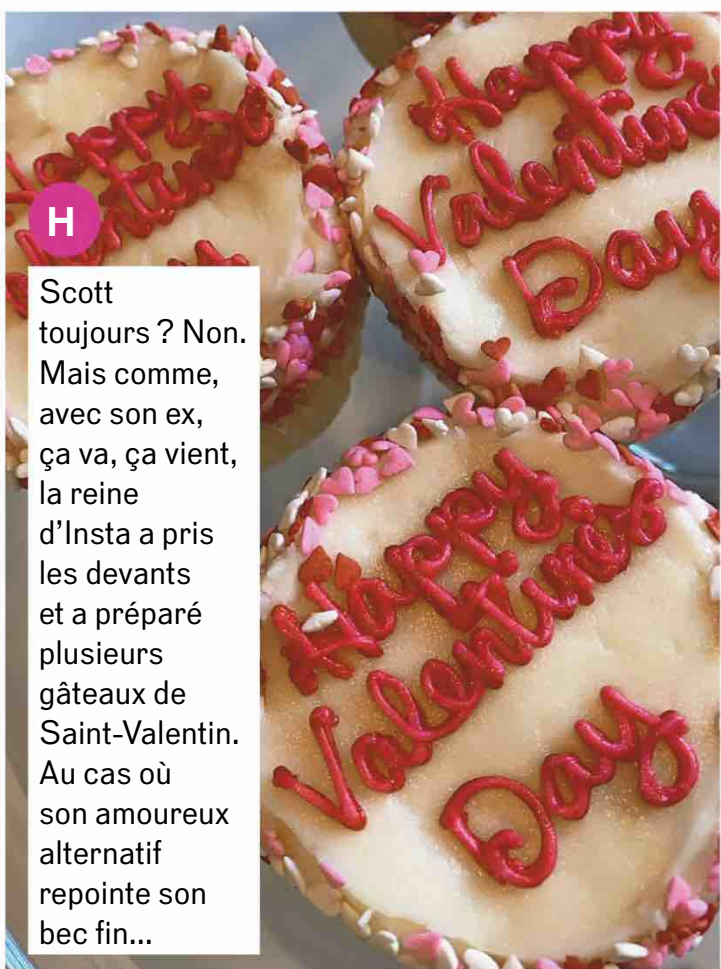 Happy
Valentine's
Happy
Valentine's
Day
H
Scott
toujours ? Non.
Mais comme,
avec son ex,
ça va, ça vient,
la reine
d'Insta a pris
les devants
et a préparé
plusieurs
gâteaux de
Saint-Valentin.
Au cas où
son amoureux
alternatif
repointe son
bec fin...
Happy
Valentine's
Day